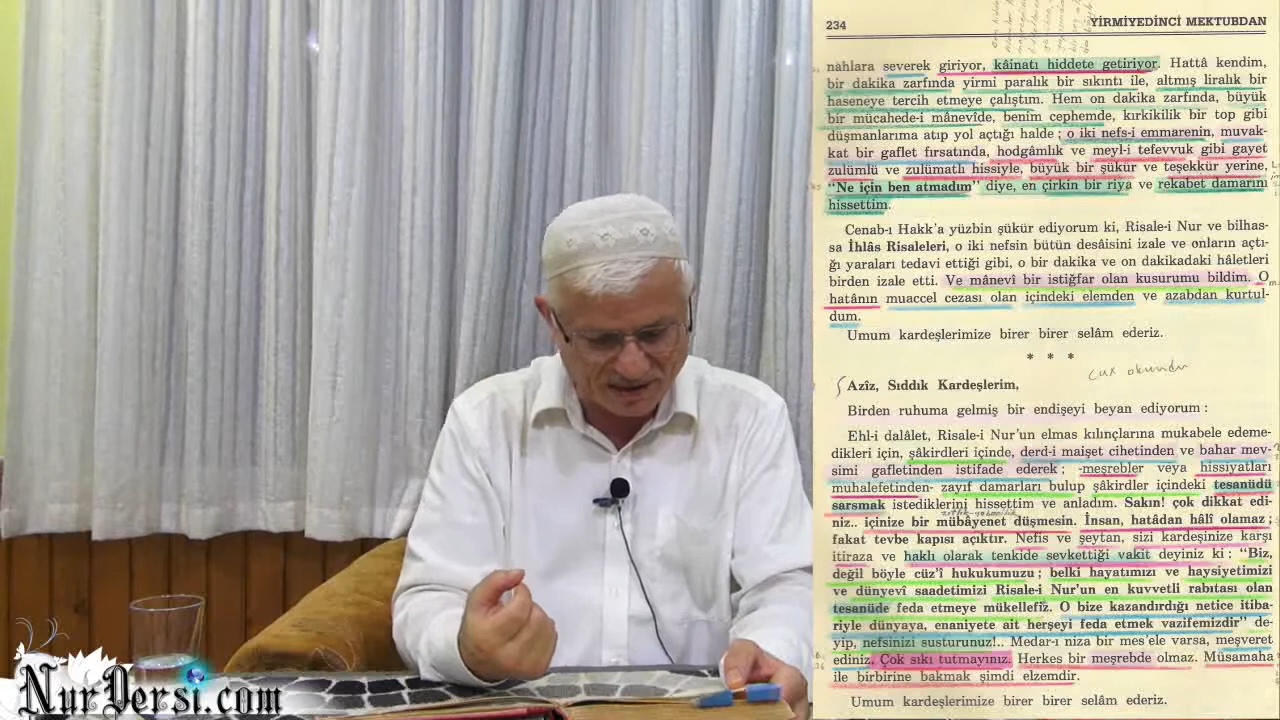 234
YİRMİYEDİNCİ MEKTUBDAN
nahlara severek giriyor, kâinatı hiddete getiriyor. Hattâ kendim,
bir dakika zarfında yirmi paralık bir sıkıntı ile, altmış liralık bir
haseneye tercih etmeye çalıştım. Hem on dakika zarfında, büyük
bir mücahede-i mânevîde, benim cephemde, kırkikilik bir top gibi
düşmanlarıma atıp yol açtığı halde ; o iki nefs-i emmarenin, muvak-
kat bir gaflet fırsatında, hodgâmlık ve meyl-i tefevvuk gibi gayet
zulümlü ve zulümatlı hissiyle, büyük bir şükür ve teşekkür yerine
"Ne için ben atmadım" diye, en çirkin bir riya ve rekabet damarını
hissettim.
Cenab-ı Hakk'a yüzbin şükür ediyorum ki, Risale-i Nur ve bilhas-
sa İhlâs Risaleleri, o iki nefsin bütün desâisini izale ve onların açtı-
ğı yaraları tedavi ettiği gibi, o bir dakika ve on dakikadaki hâletleri
birden izale etti. Ve mânevî bir istiğfar olan kusurumu bildim. O
hatânın muaccel cezası olan içindeki elemden ve azabdan kurtul-
dum.
Umum kardeşlerimize birer birer selâm ederiz.
* * *
Azîz, Sıddık Kardeşlerim,
Birden ruhuma gelmiş bir endişeyi beyan ediyorum :
Ehl-i dalâlet, Risale-i Nur'un elmas kılınçlarına mukabele edeme-
dikleri için, şâkirdleri içinde, derd-i maişet cihetinden ve bahar mev-
simi gafletinden istifade ederek ; -meşrebler veya hissiyatları
muhalefetinden- zayıf damarları bulup şâkirdler içindeki tesanüdü
sarsmak istediklerini hissettim ve anladım. Sakın! çok dikkat edi-
niz.. içinize bir mübâyenet düşmesin. İnsan, hatâdan hâlî olamaz ;
fakat tevbe kapısı açıktır. Nefis ve şeytan, sizi kardeşinize karşı
itiraza ve haklı olarak tenkide sevkettiği vakit deyiniz ki : "Biz,
değil böyle cüz'î hukukumuzu ; belki hayatımızı ve haysiyetimizi
ve dünyevî saadetimizi Risale-i Nur'un en kuvvetli rabıtası olan
tesanüde feda etmeye mükellefiz. O bize kazandırdığı netice itiba-
riyle dünyaya, enaniyete ait herşeyi feda etmek vazifemizdir" de-
yip, nefsinizi susturunuz!.. Medar-ı niza bir mes'ele varsa, meşveret
ediniz. Çok sıkı tutmayınız. Herkes bir meşrebde olmaz. Müsamaha
ile birbirine bakmak şimdi elzemdir.
Umum kardeşlerimize birer birer selâm ederiz.
NurDersi.com